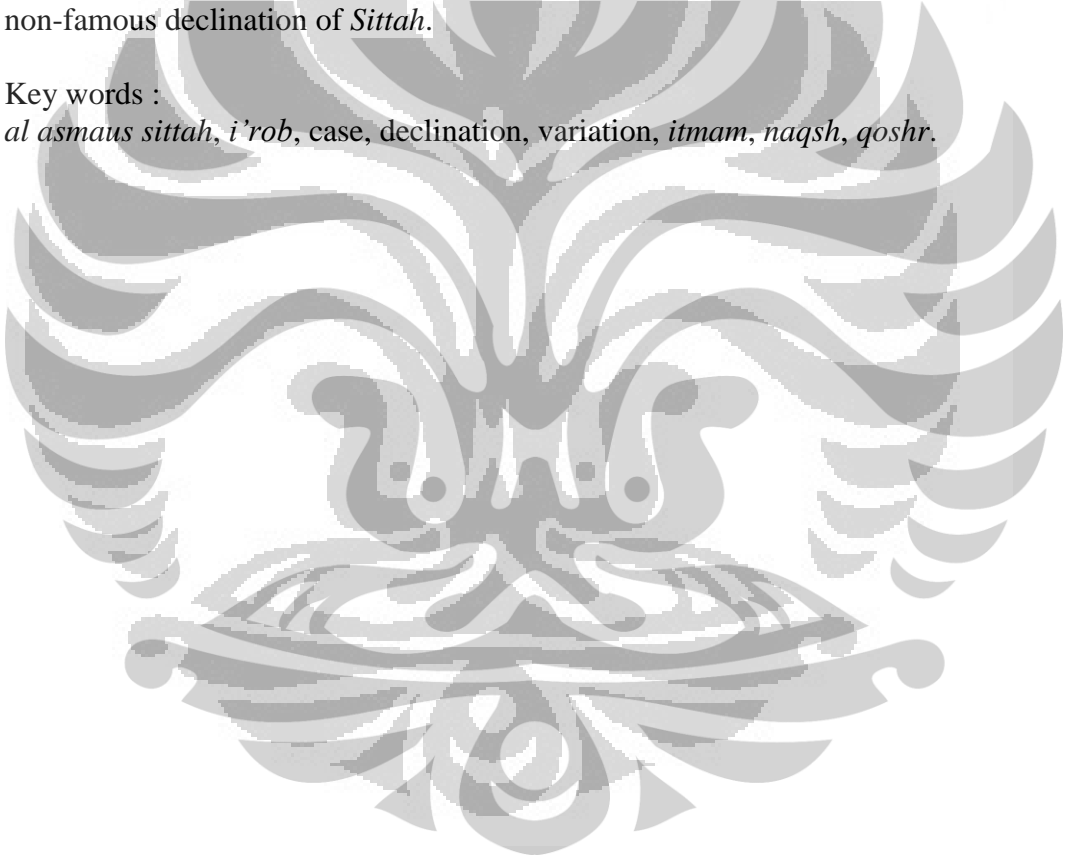 non-famous declination of Sittah.
Key words :
al asmaus sittah, i’rob, case, declination, variation, itmam, naqsh, qoshr.